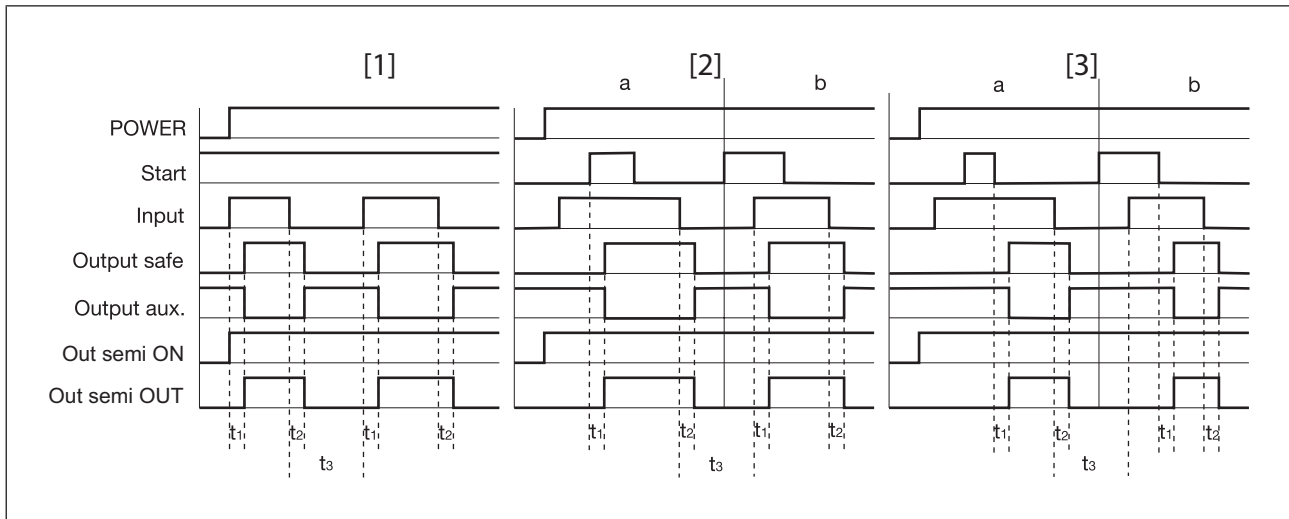 [1] [2] [3]
a b a b
POWER
Start
Input
Output safe
Output aux.
Out semi ON
Out semi OUT
t1 t2 t1 t2 t1 t2 t1 t2 t1 t2 t1 t2
t3 t3 t3